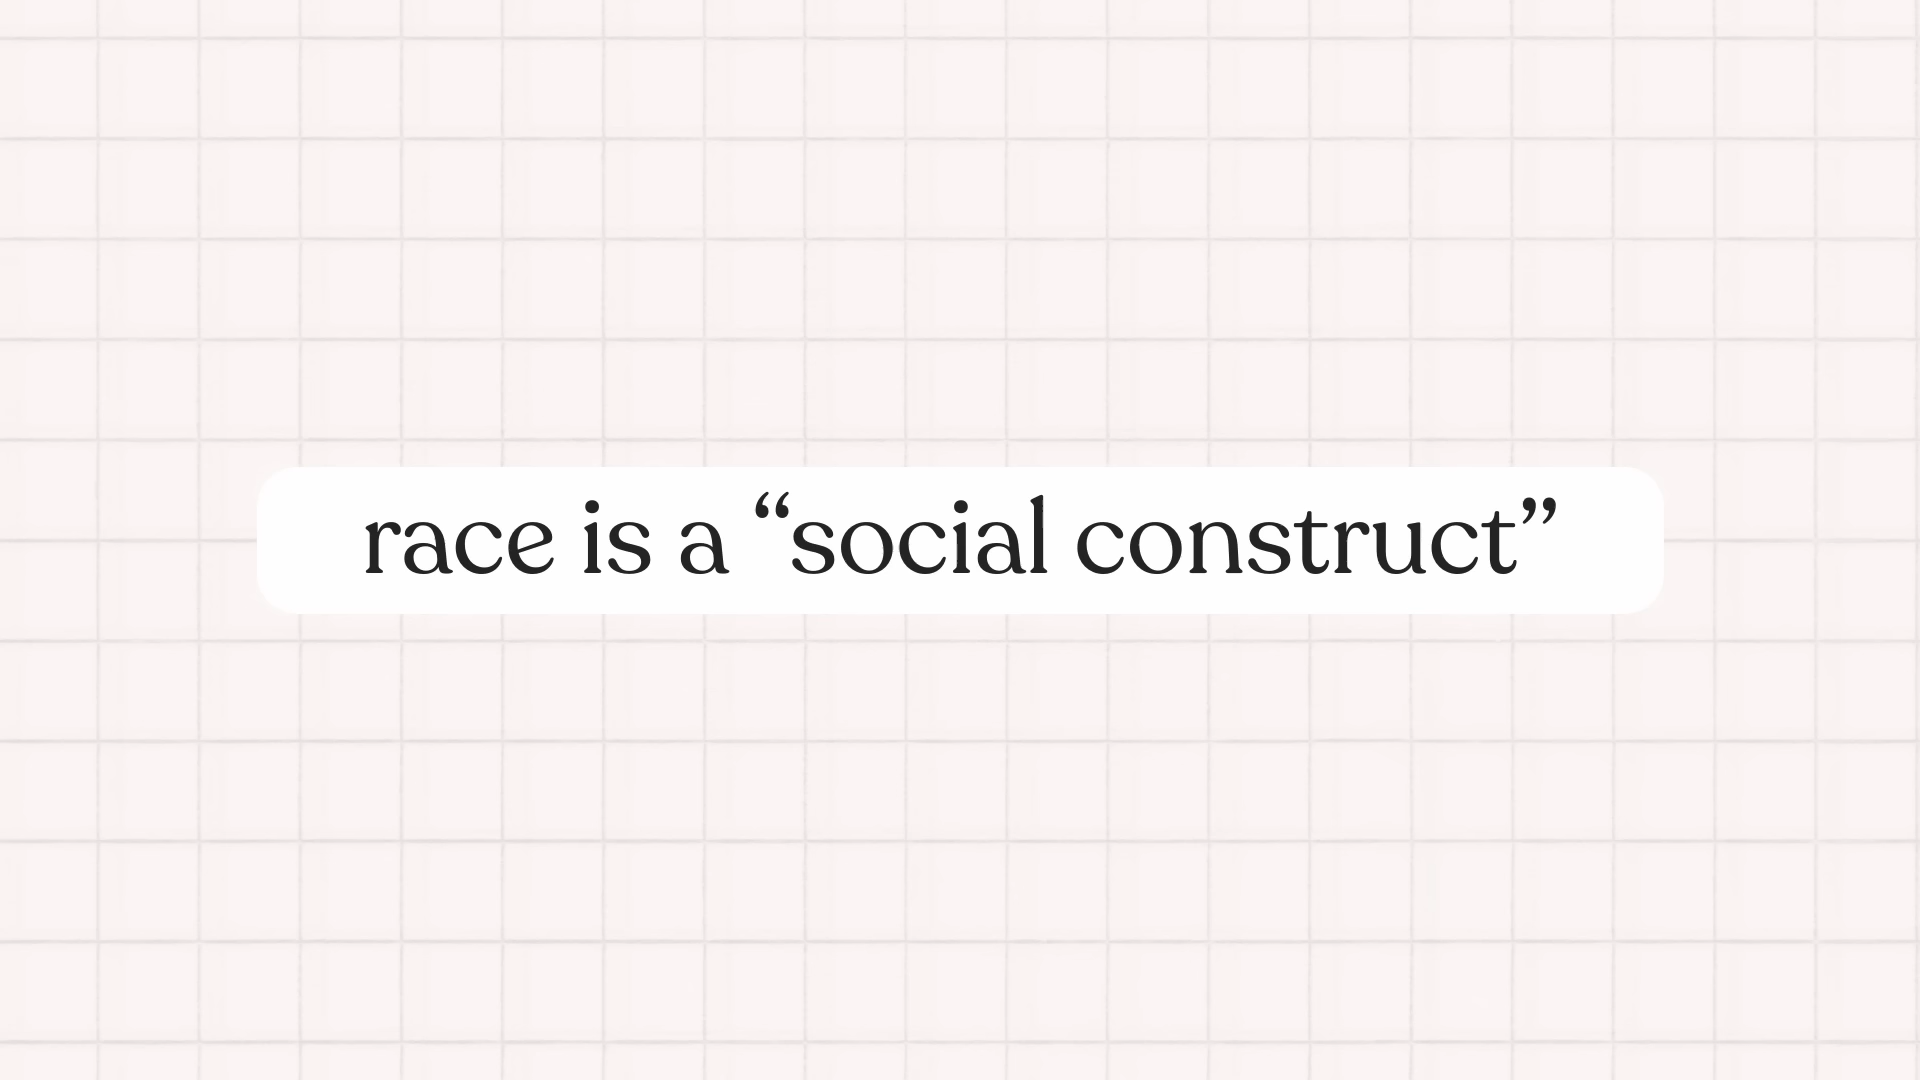 race is a “social construct”